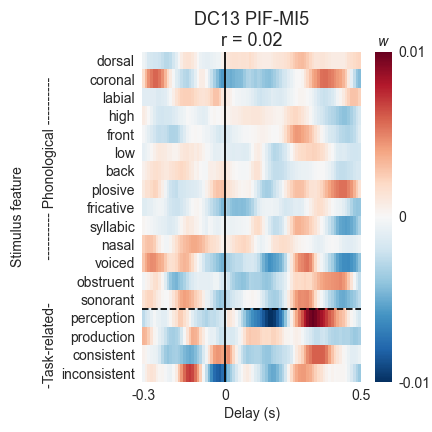 DC13 PIF-MI5
r = 0.02
w
dorsal
coronal
labial
high
front
low
back
plosive
fricative
syllabic
nasal
voiced
obstruent
sonorant
perception
production
consistent
inconsistent
Stimulus feature
-Task-related- ---------- Phonological ----------
0.01
0
-0.01
-0.3 0 0.5
Delay (s)